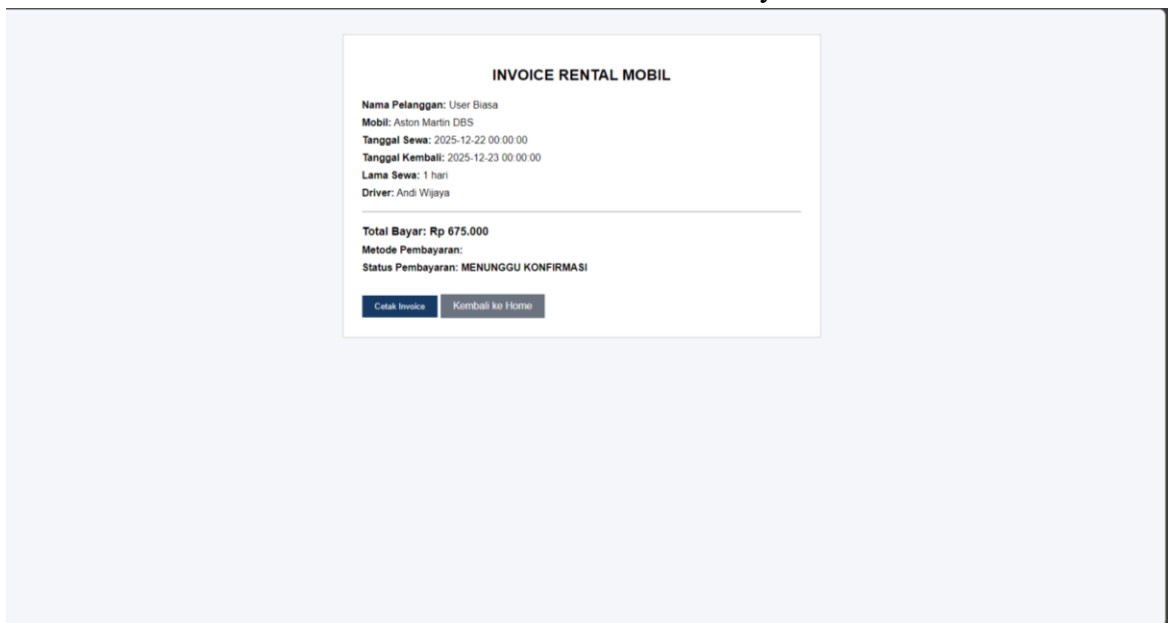 INVOICE RENTAL MOBIL
Nama Pelanggan: User Biasa
Mobil: Aston Martin DBS
Tanggal Sewa: 2025-12-22 00:00:00
Tanggal Kembali: 2025-12-23 00:00:00
Lama Sewa: 1 hari
Driver: Andi Wijaya
Total Bayar: Rp 675.000
Metode Pembayaran:
Status Pembayaran: MENUNGGU KONFIRMASI
Cetak Invoice Kembali ke Home